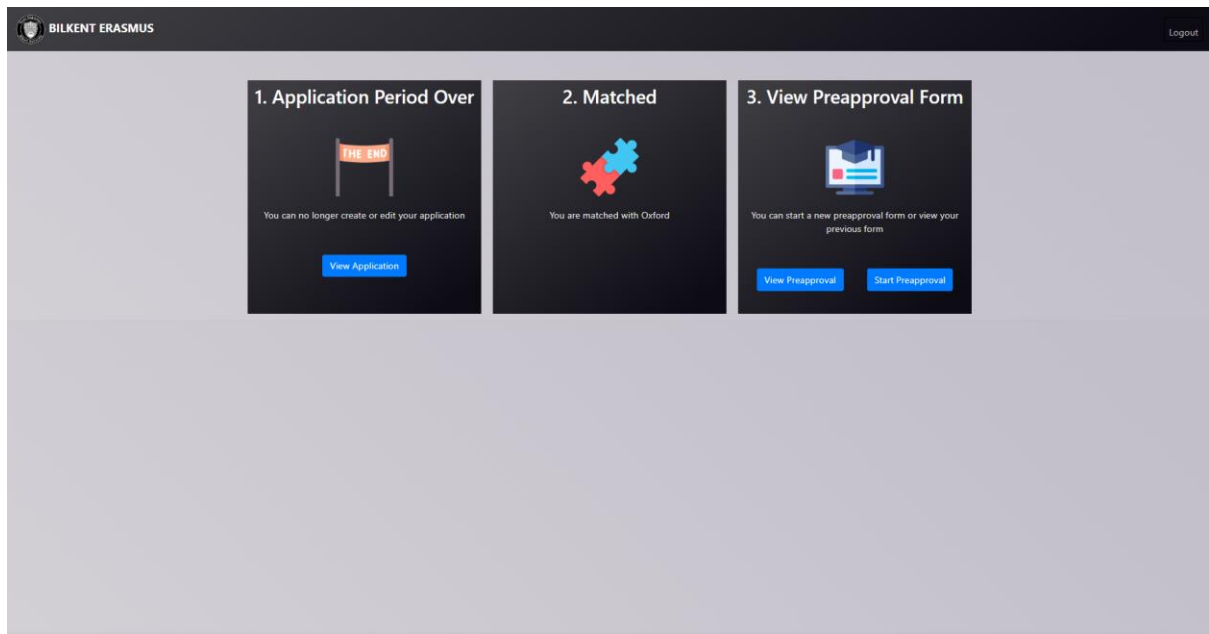 BILKENT ERASMUS
Logout
1. Application Period Over
THE END
You can no longer create or edit your application
View Application
2. Matched
You are matched with Oxford
3. View Preapproval Form
You can start a new preapproval form or view your
previous form
View Preapproval
Start Preapproval